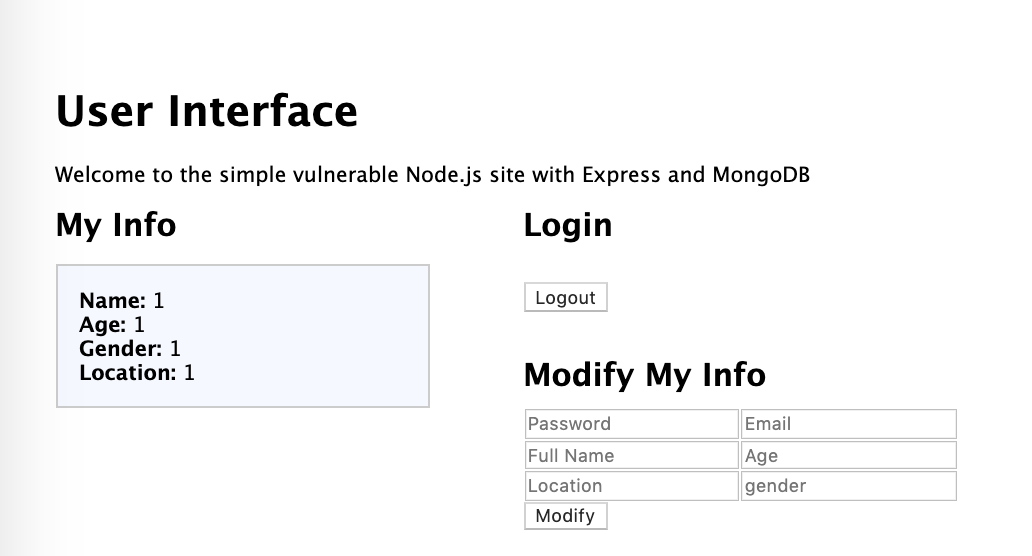 User Interface
Welcome to the simple vulnerable Node.js site with Express and MongoDB
My Info
Name: 1
Age: 1
Gender: 1
Location: 1
Login
Logout
Modify My Info
Password Email
Full Name Age
Location gender
Modify